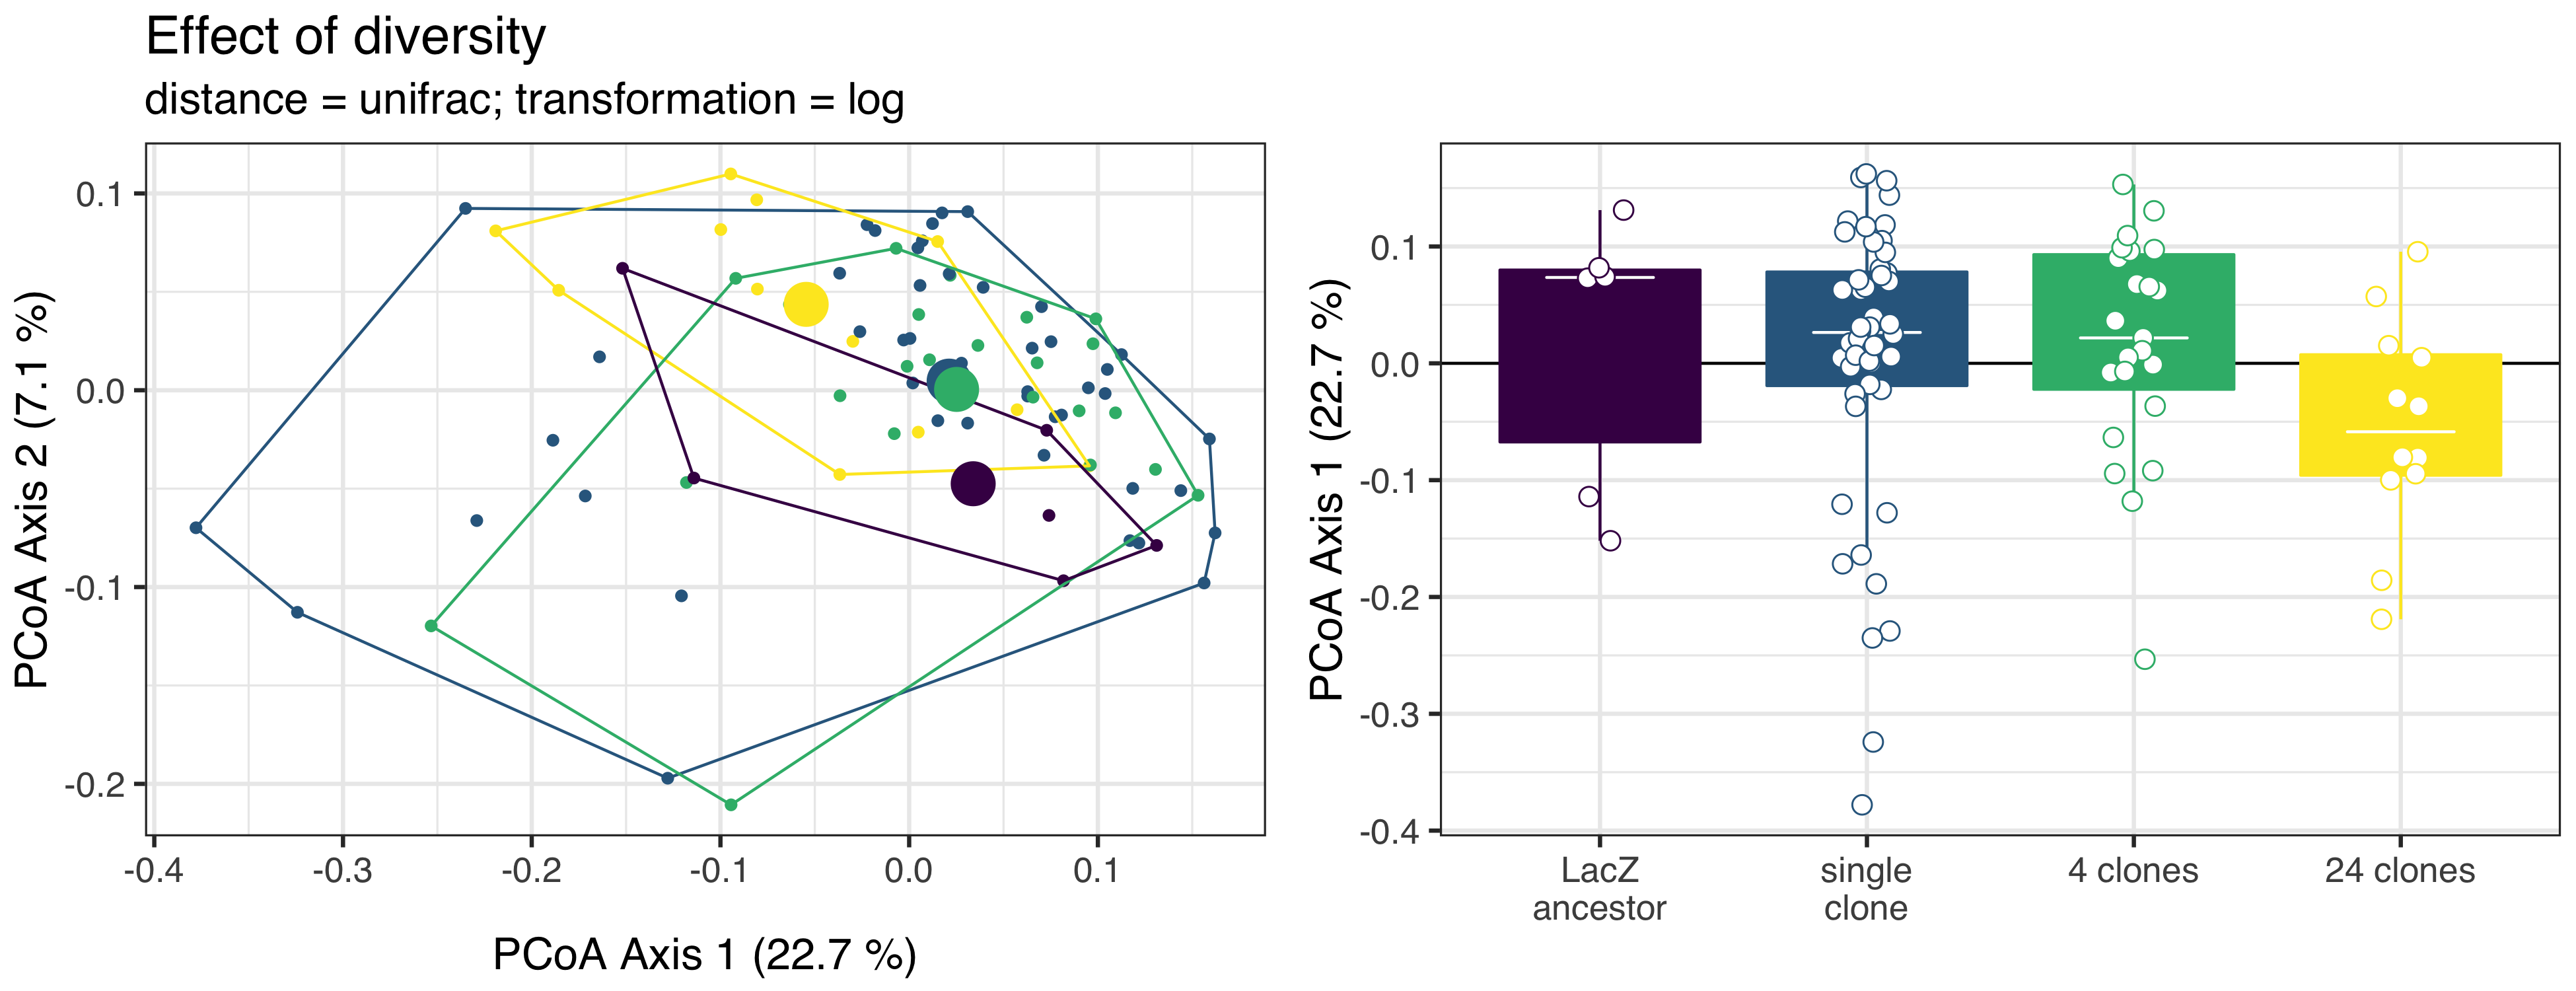 Effect of diversity
distance = unifrac; transformation = log
PCoA Axis 2 (7.1 %)
0.1
0.0
-0.1
-0.2
-0.4
-0.3
-0.2
-0.1
0.0
0.1
PCoA Axis 1 (22.7 %)
PCoA Axis 1 (22.7 %)
0.1
0.0
-0.1
-0.2
-0.3
-0.4
LacZ
ancestor
single
clone
4 clones
24 clones